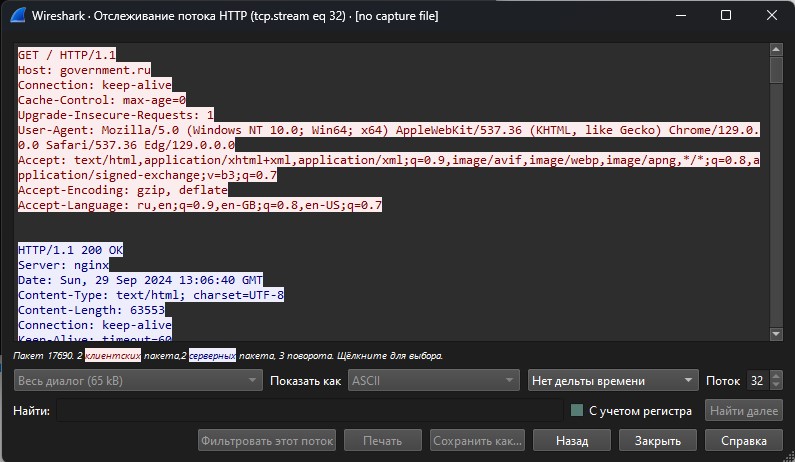 Wireshark · Отслеживание потока HTTP (tcp.stream eq 32) · [no capture file]
GET / HTTP/1.1
Host: government.ru
Connection: keep-alive
Cache-Control: max-age=0
Upgrade-Insecure-Requests: 1
User-Agent: Mozilla/5.0 (Windows NT 10.0; Win64; x64) AppleWebKit/537.36 (KHTML, like Gecko) Chrome/129.0.
0.0 Safari/537.36 Edg/129.0.0.0
Accept: text/html,application/xhtml+xml,application/xml;q=0.9,image/avif,image/webp,image/apng,*/*;q=0.8,a
pplication/signed-exchange;v=b3;q=0.7
Accept-Encoding: gzip, deflate
Accept-Language: ru,en;q=0.9,en-GB;q=0.8,en-US;q=0.7
HTTP/1.1 200 OK
Server: nginx
Date: Sun, 29 Sep 2024 13:06:40 GMT
Content-Type: text/html; charset=UTF-8
Content-Length: 63553
Connection: keep-alive
Keep-Alive: timeout=60
Пакет 17690. 2 клиентских пакета,2 серверных пакета, 3 поворота. Щёлкните для выбора.
Весь диалог (65 kB) Показать как ASCII Нет дельты времени Поток 32
Найти: С учетом регистра Найти далее
Фильтровать этот поток Печать Сохранить как... Назад Закрыть Справка